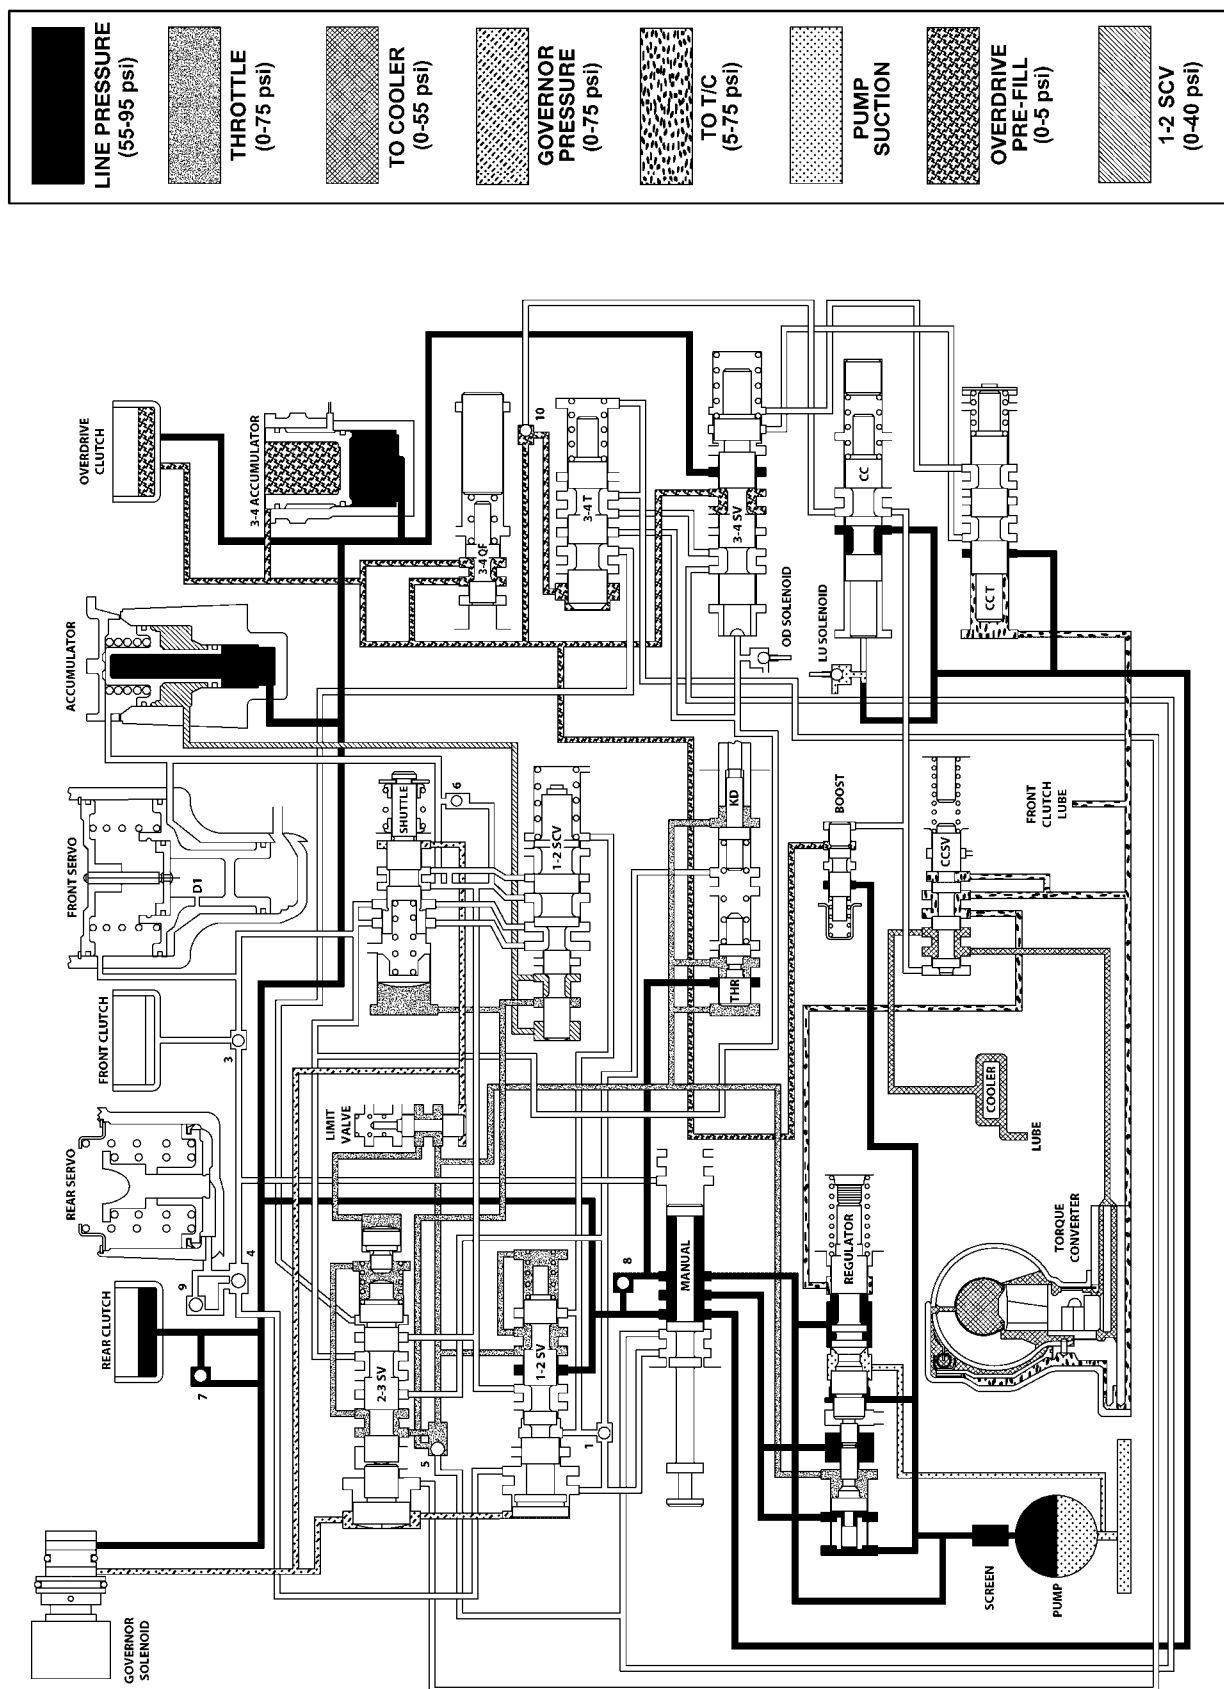 LINE PRESSURE
(55-95 psi)
THROTTLE
(0-75 psi)
TO COOLER
(0-55 psi)
GOVERNOR
PRESSURE
(0-75 psi)
TO T/C
(5-75 psi)
PUMP
SUCTION
OVERDRIVE
PRE-FILL
(0-5 psi)
1-2 SCV
(0-40 psi)
OVERDRIVE
CLUTCH
3-4 ACCUMULATOR
3-4 QF
10
3-4 T
3-4 SV
OD SOLENOID
LU SOLENOID
CC
CC T
ACCUMULATOR
FRONT SERVO
D1
SHUTTLE
6
1-2 SCV
KD
THR
BOOST
CCSV
FRONT
CLUTCH
LUBE
FRONT CLUTCH
3
LIMIT
VALVE
COOLER
LUBE
REAR SERVO
4
9
REAR CLUTCH
7
2-3 SV
5
1-2 SV
1
8
MANUAL
REGULATOR
TORQUE
CONVERTER
GOVERNOR
SOLENOID
SCREEN
PUMP